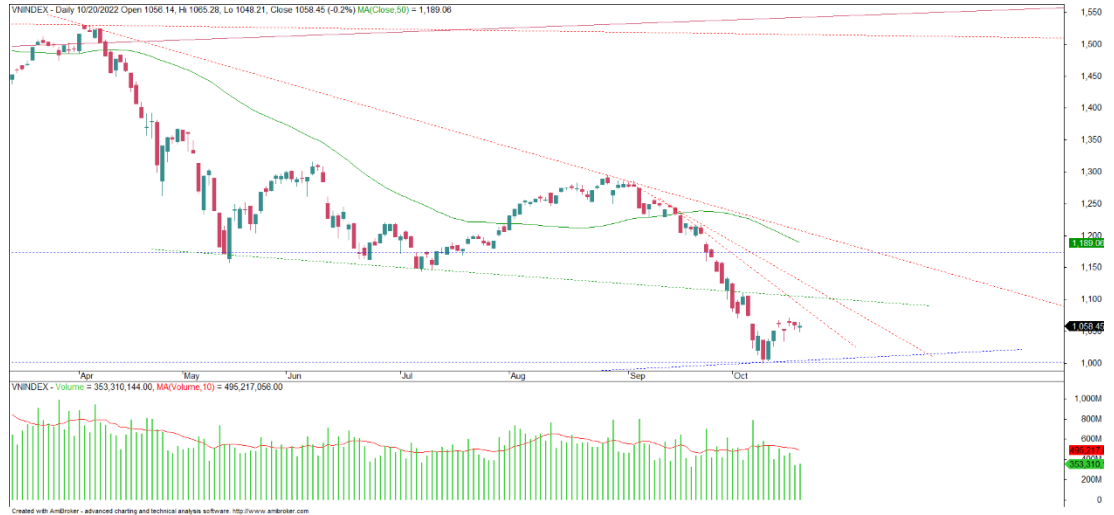 VNINDEX - Daily 10/20/2022 Open 1056.14, Hi 1065.28, Lo 1048.21, Close 1058.45 (-0.2%) MA(Close,50) = 1,189.06
1,550
1,500
1,450
1,400
1,350
1,300
1,250
1,200
1,189.06
1,150
1,100
1,058.45
1,050
1,000
Apr
May
Jun
Jul
Aug
Sep
Oct
VNINDEX - Volume = 353,310,144.00, MA(Volume,10) = 495,217,056.00
1,000M
800M
600M
495,217,
400M
353,310,
200M
0
Created with AmiBroker - advanced charting and technical analysis software. http://www.amibroker.com